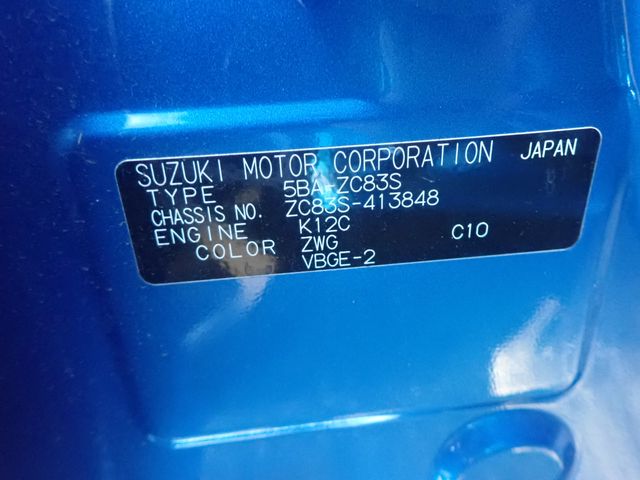 SUZUKI MOTOR CORPORATION JAPAN
TYPE 5BA-ZC83S
CHASSIS NO. ZC83S-413848
ENGINE K12C
COLOR ZWG C10
VBGE-2